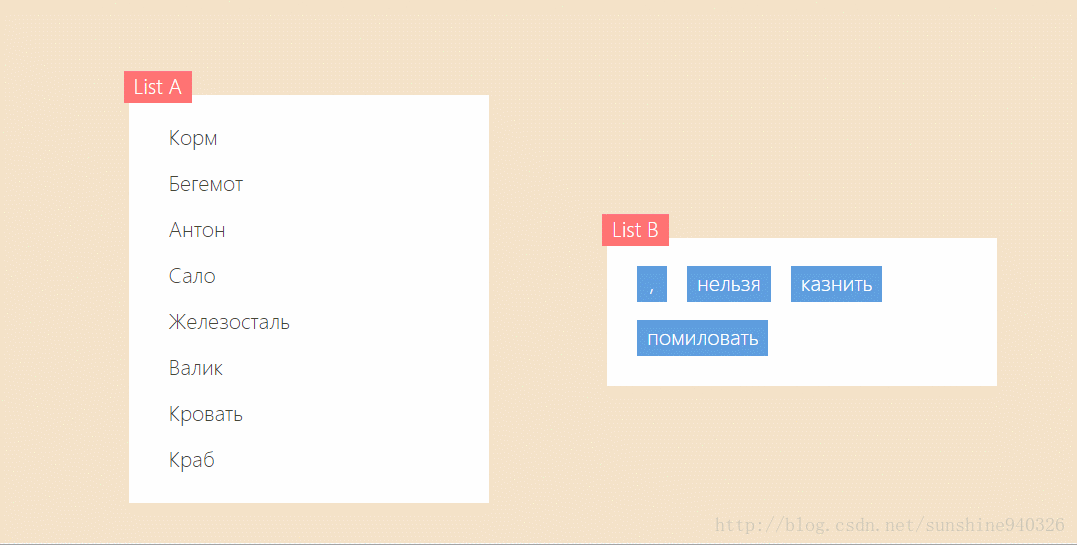 List A
Корм
Бегемот
Антон
Сало
Железосталь
Валик
Кровать
Краб
List B
, нельзя казнить
помиловать
http://blog.csdn.net/sunshine940326